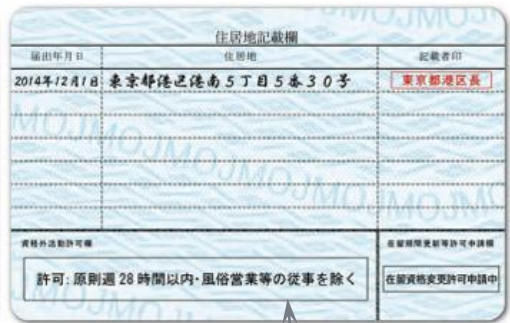 住居地記載欄
届出年月日 住居地 記載者印
2014年12月1日 東京都港区港南5丁目5番30号 東京都港区長
MOJMOJMOJMOJMOJMOJ
資格外活動許可欄 在留期間更新等許可申請欄
許可:原則週28時間以内・風俗営業等の従事を除く 在留資格変更許可申請中